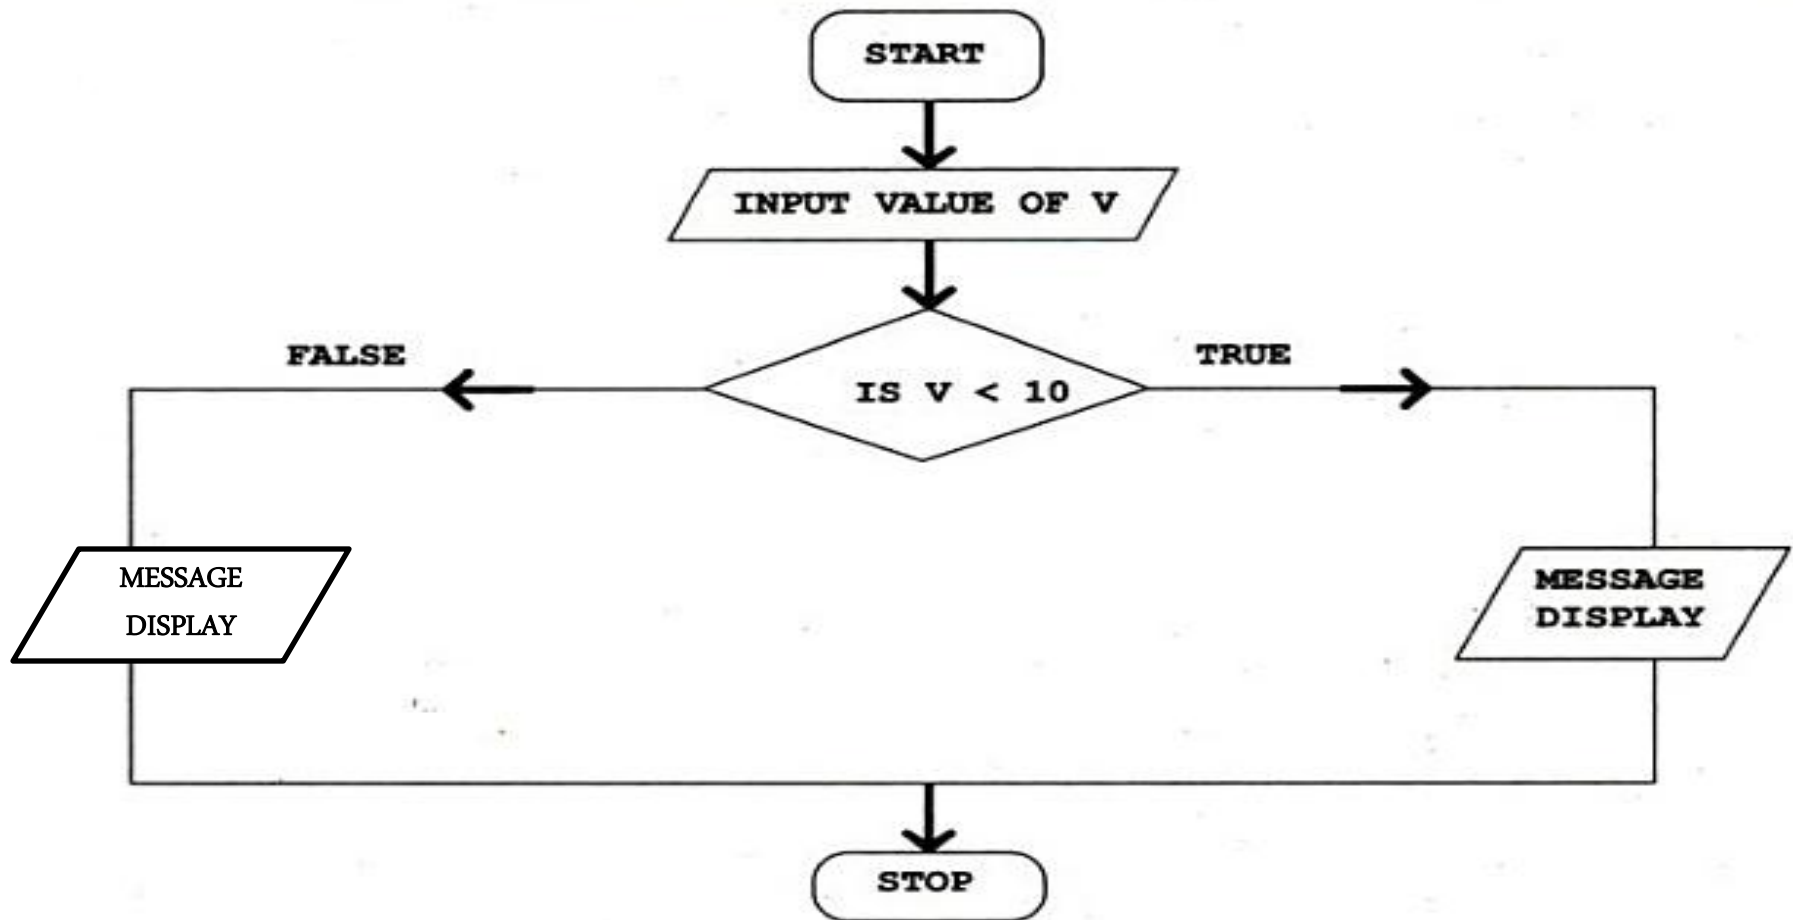 START
INPUT VALUE OF V
FALSE
TRUE
IS V < 10
MESSAGE
DISPLAY
MESSAGE
DISPLAY
STOP